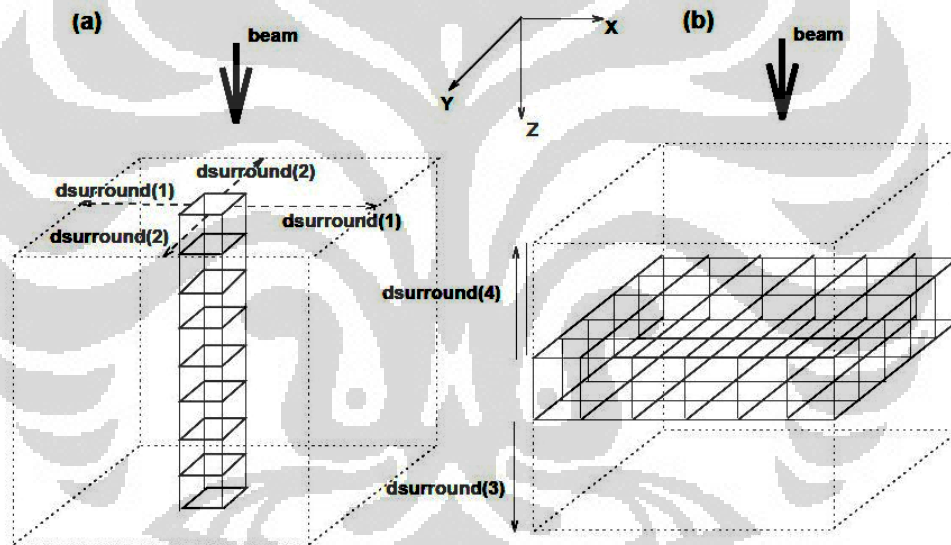 (a)
beam
X
Y
Z
(b)
beam
dsurround(2)
dsurround(1)
dsurround(1)
dsurround(2)
dsurround(4)
dsurround(3)